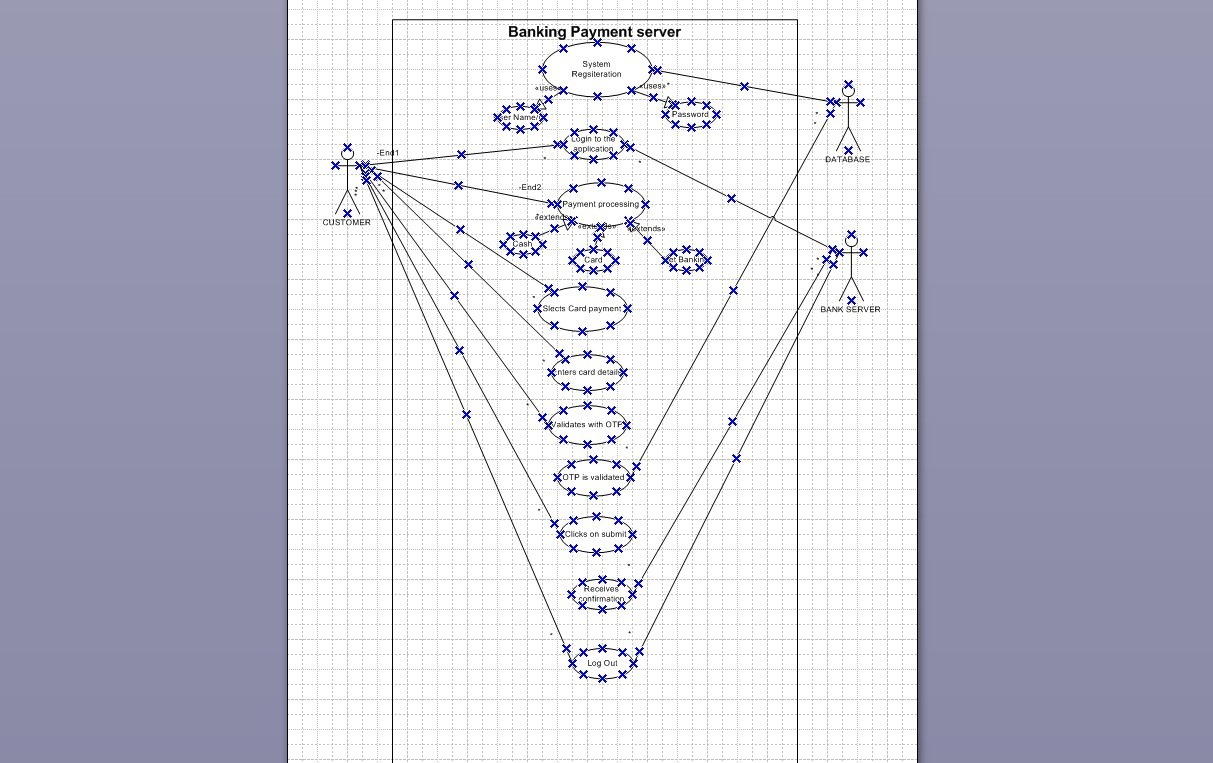 Banking Payment server
System
Regsiteration
«uses»
«uses»
Password
Login to the
application
DATABASE
-End1
CUSTOMER
-End2
Payment processing
«extends»
Cash
Card
BANK SERVER
Slects Card payment
Validates with OTP
OTP is validated
Clicks on submit
Receives
confirmation
Log Out